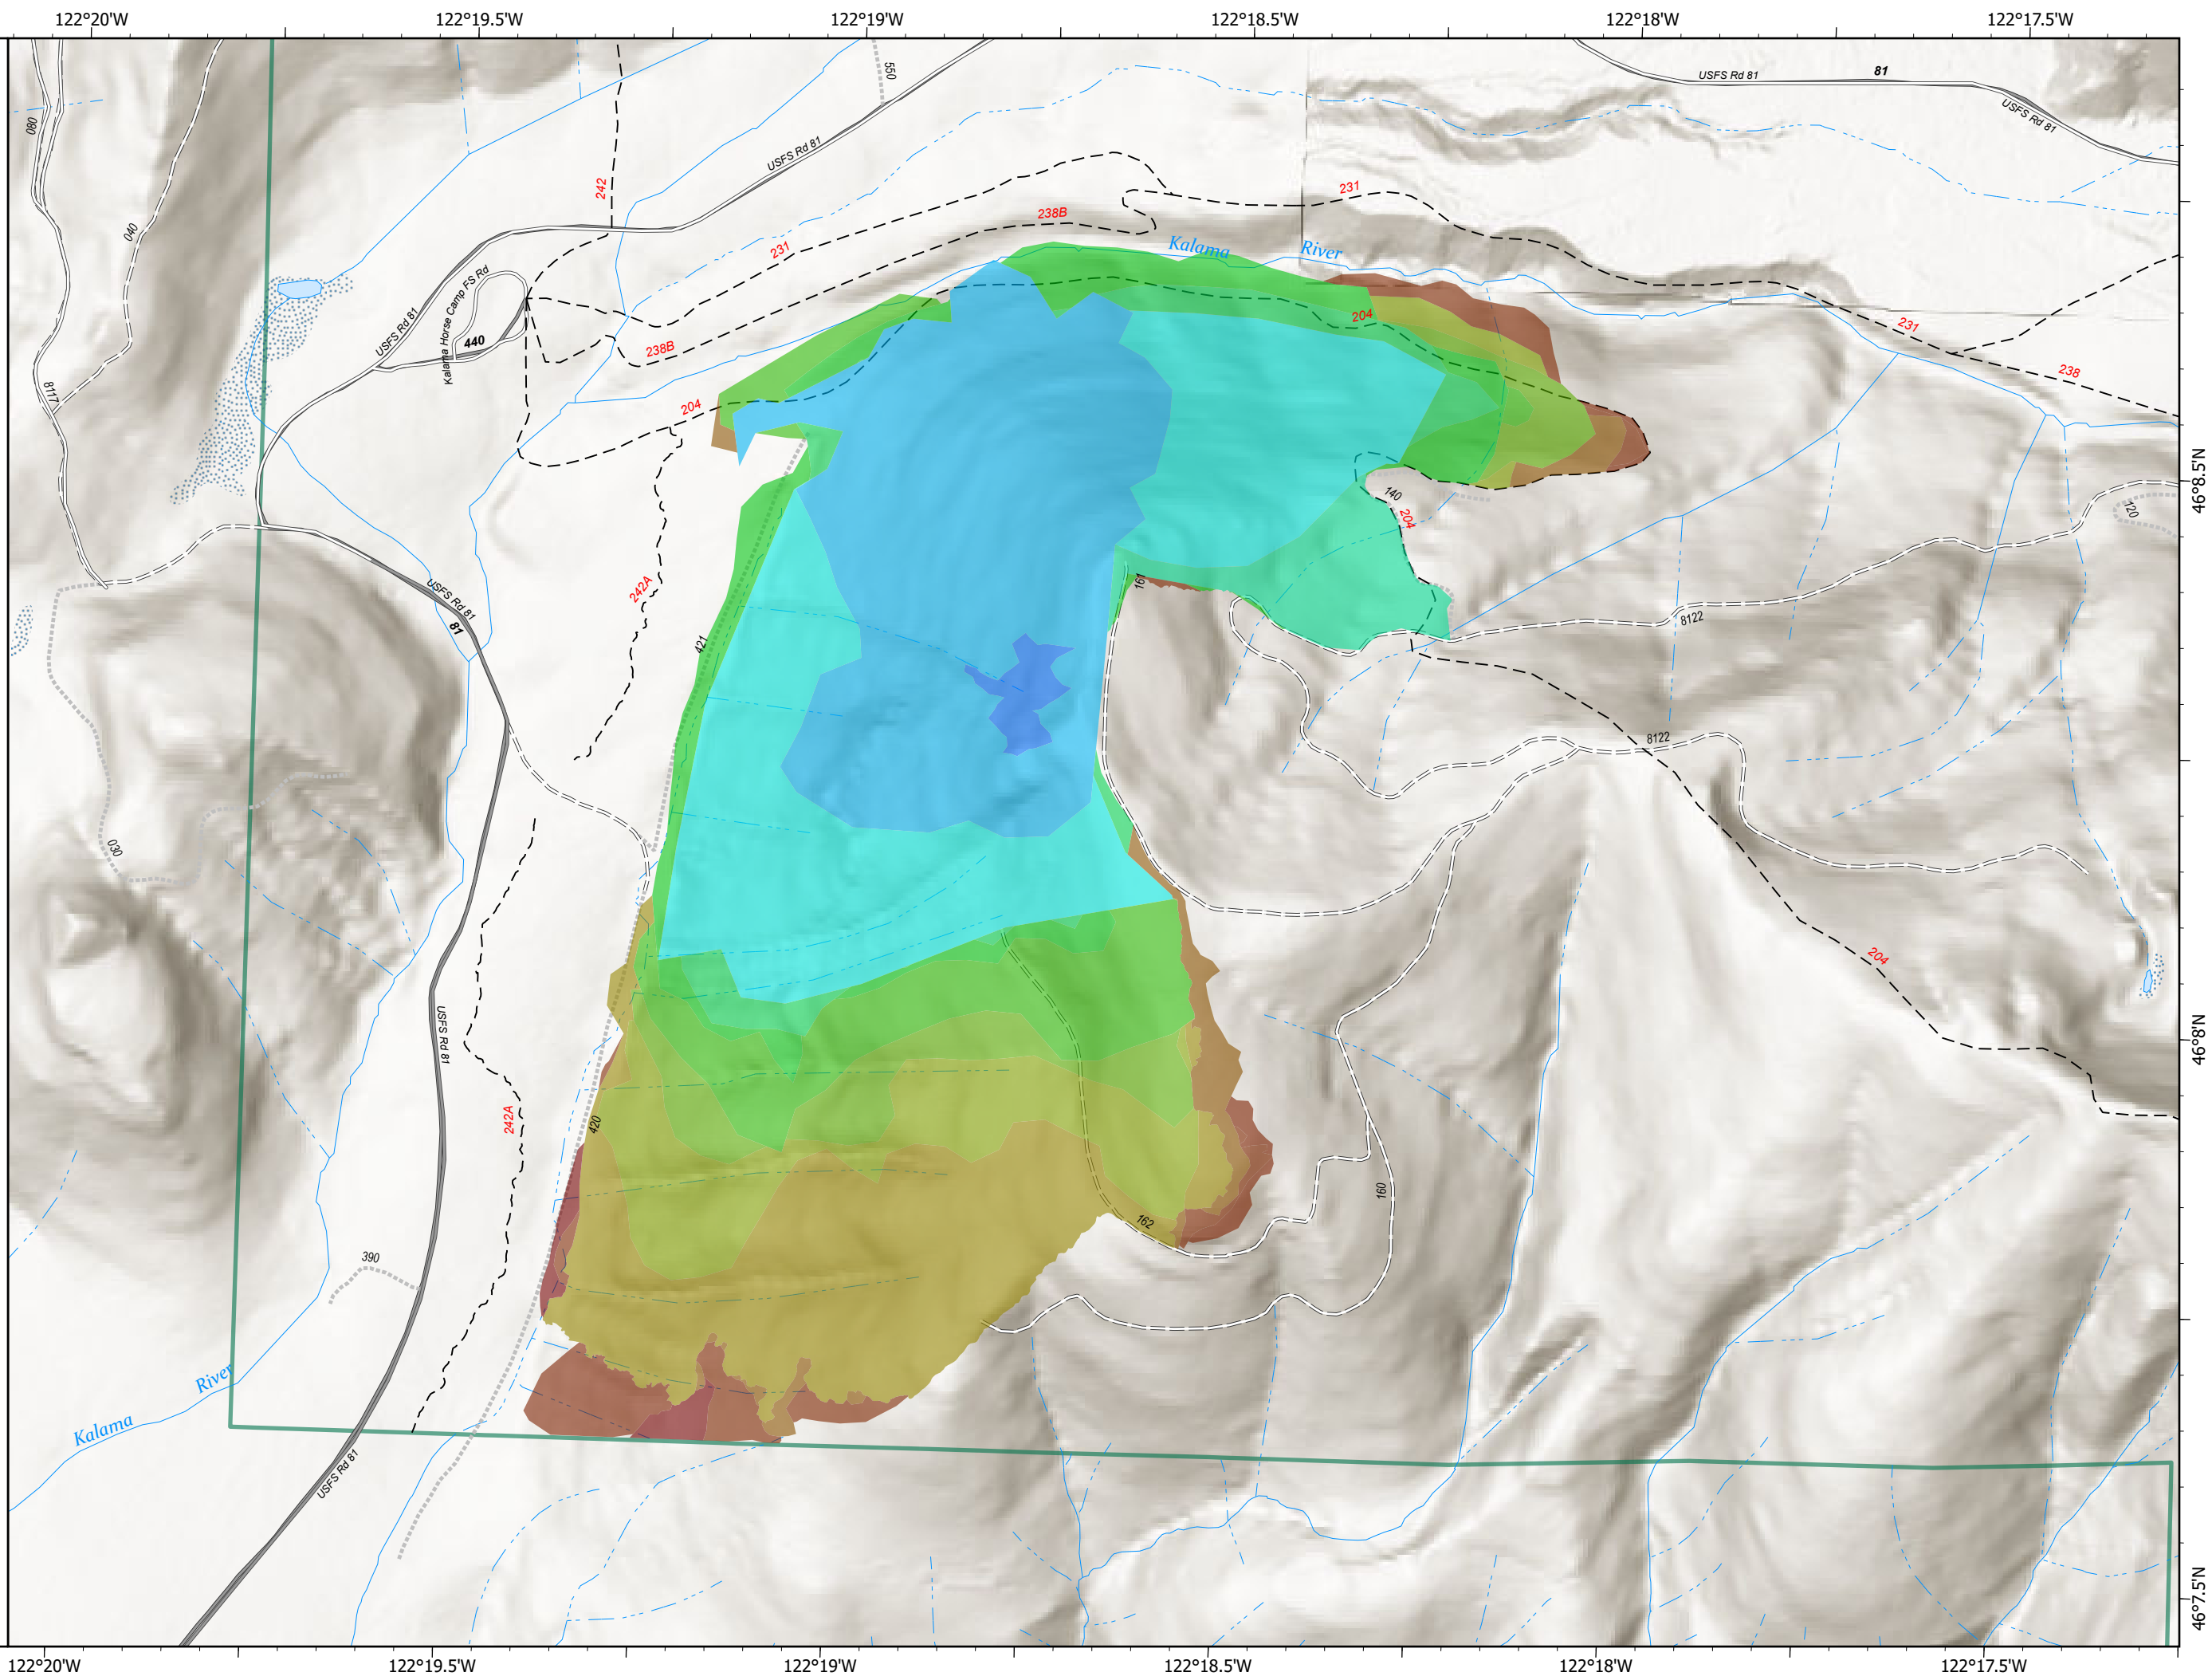 122°20'W
122°19.5'W
122°19'W
122°18.5'W
122°18'W
122°17.5'W
550
81
USFS Rd 81
USFS Rd 81
080
USFS Rd 81
242
231
040
238B
231
Kalama
River
Kalama Horse Camp FS Rd
USFS Rd 81
440
238B
204
231
238
8117
204
46°8.5'N
140
204
120
242A
161
USFS Rd 81
81
8122
421
8122
030
204
USFS Rd 81
46°8'N
242A
420
160
162
390
River
Kalama
USFS Rd 81
46°7.5'N
122°20'W
122°19.5'W
122°19'W
122°18.5'W
122°18'W
122°17.5'W